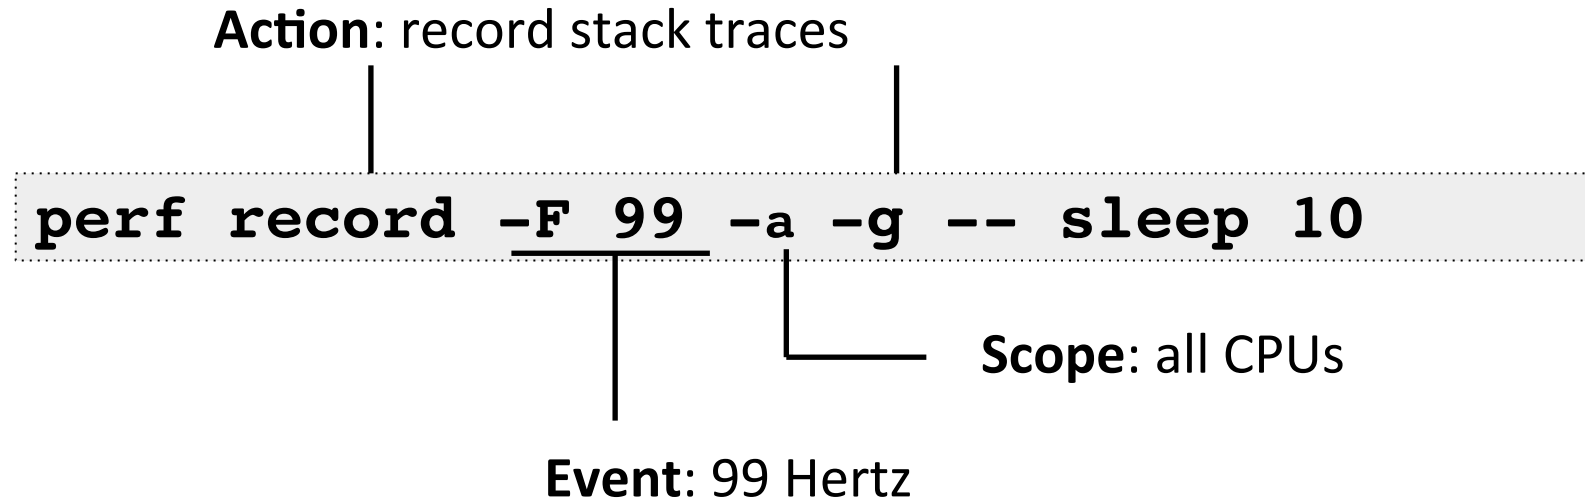 Action: record stack traces
perf record -F 99 -a -g -- sleep 10
Scope: all CPUs
Event: 99 Hertz